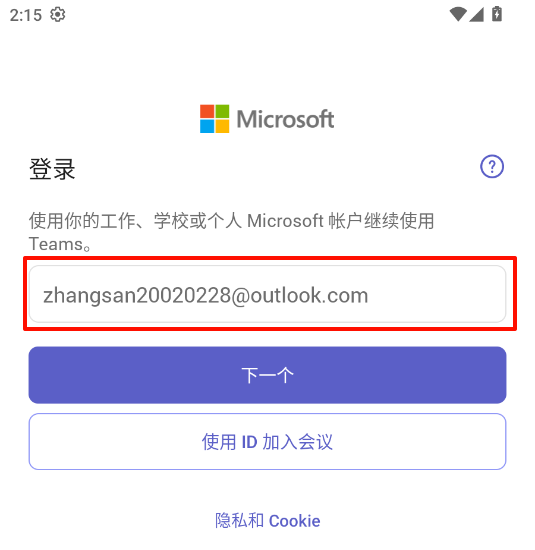 2:15
Microsoft
登录
使用你的工作、学校或个人 Microsoft 帐户继续使用
Teams。
zhangsan20020228@outlook.com
下一个
使用 ID 加入会议
隐私和 Cookie